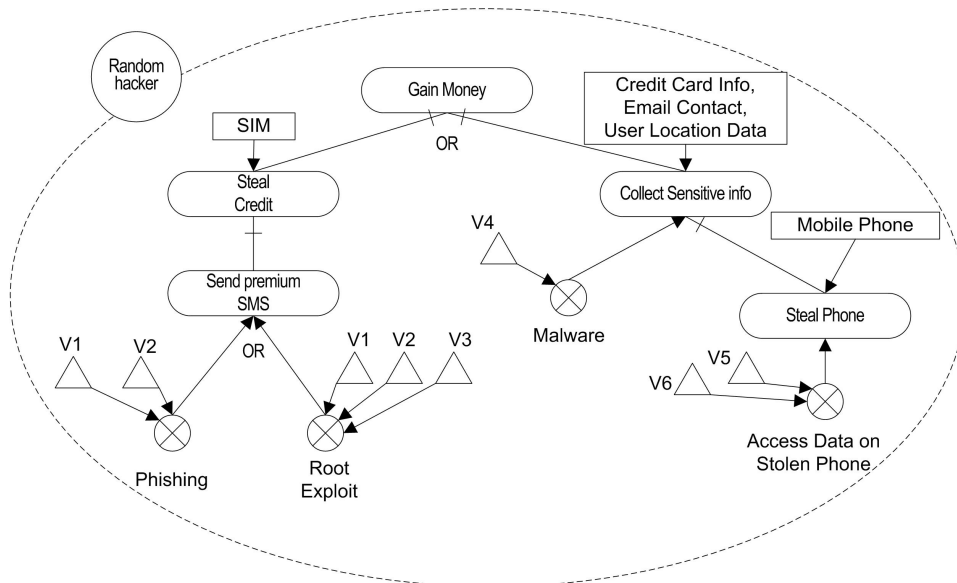 Random
hacker
Gain Money
Credit Card Info,
Email Contact,
User Location Data
SIM
OR
Steal
Credit
Collect Sensitive info
V4
Mobile Phone
Send premium
SMS
Steal Phone
Malware
V1
V2
OR
V1
V2
V3
V5
V6
Phishing
Root
Exploit
Access Data on
Stolen Phone